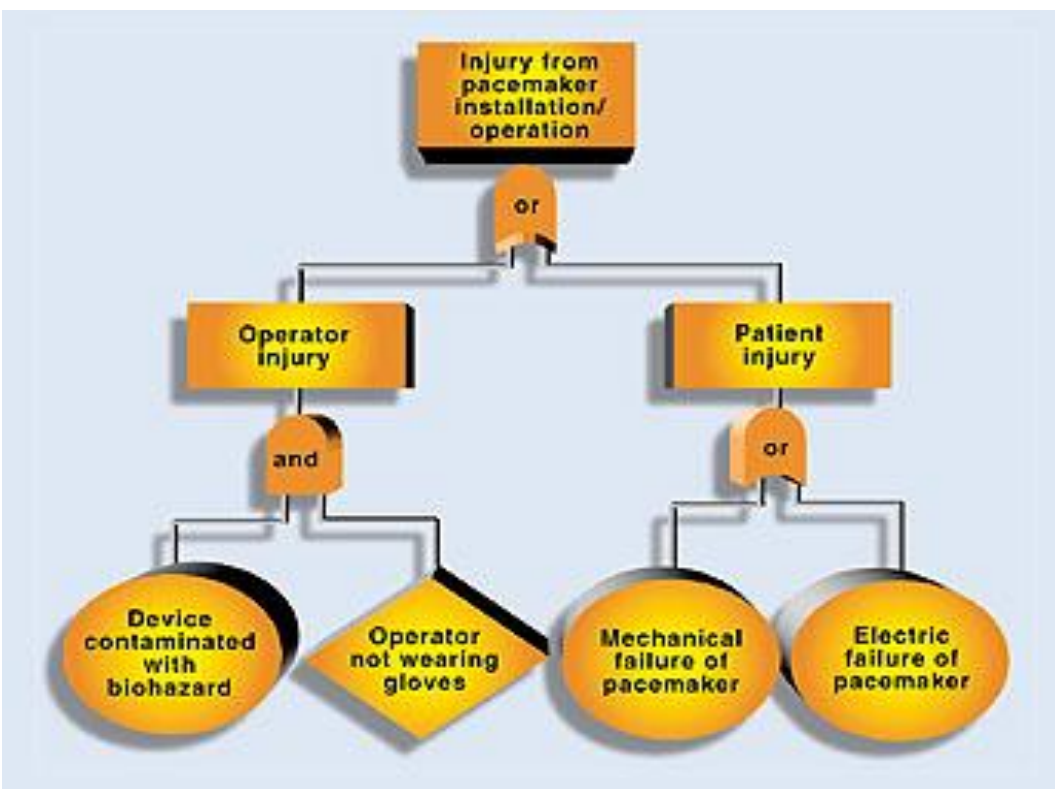 Injury from
pacemaker
installation/
operation
or
Operator
injury
Patient
injury
and
or
Device
contaminated
with
biohazard
Operator
not wearing
gloves
Mechanical
failure of
pacemaker
Electric
failure of
pacemaker